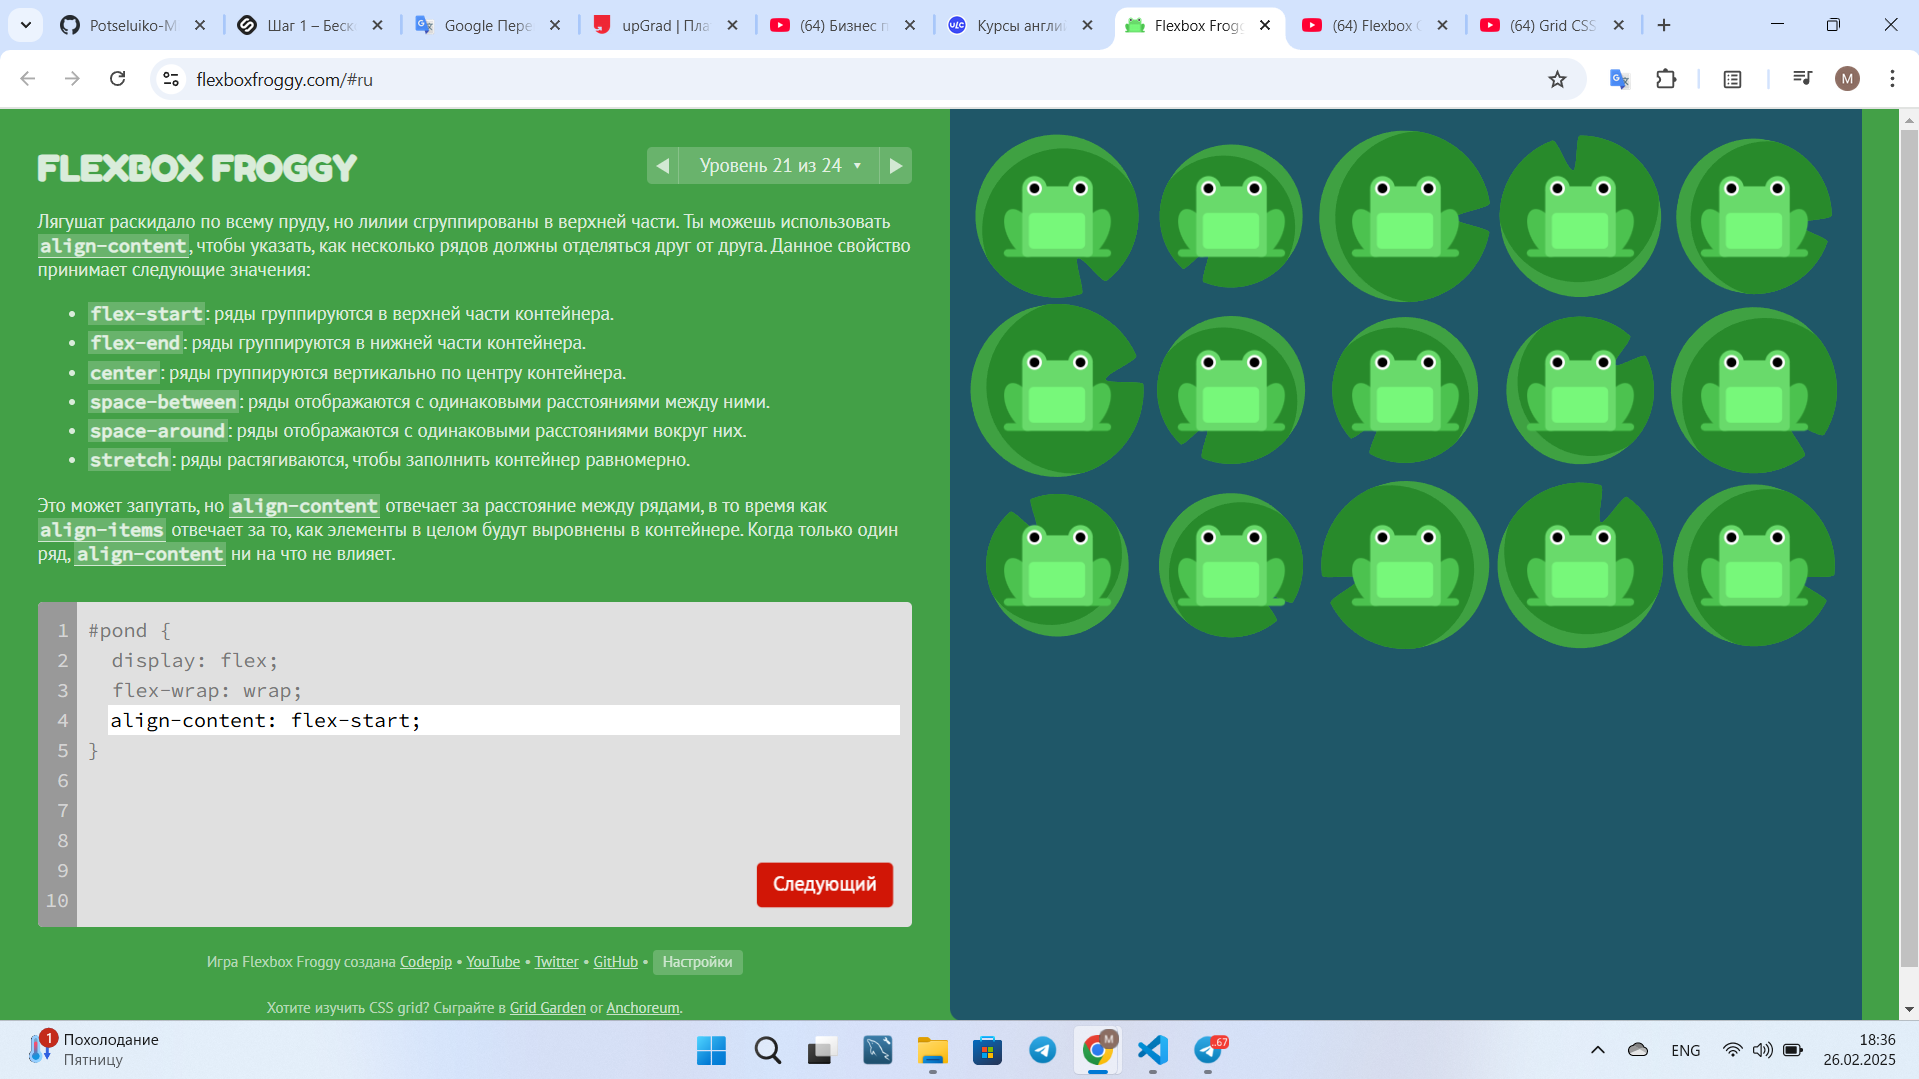 Potseluiko-M
Шаг 1 – Беск
Google Пере
upGrad | Пла
(64) Бизнес п
Курсы англи
Flexbox Frogg
(64) Flexbox
(64) Grid CSS
flexboxfroggy.com/#ru
M
FLEXBOX FROGGY
Уровень 21 из 24
Лягушат раскидало по всему пруду, но лилии сгруппированы в верхней части. Ты можешь использовать
align-content, чтобы указать, как несколько рядов должны отделяться друг от друга. Данное свойство
принимает следующие значения:
• flex-start: ряды группируются в верхней части контейнера.
• flex-end: ряды группируются в нижней части контейнера.
• center: ряды группируются вертикально по центру контейнера.
• space-between: ряды отображаются с одинаковыми расстояниями между ними.
• space-around: ряды отображаются с одинаковыми расстояниями вокруг них.
• stretch: ряды растягиваются, чтобы заполнить контейнер равномерно.
Это может запутать, но align-content отвечает за расстояние между рядами, в то время как
align-items отвечает за то, как элементы в целом будут выровнены в контейнере. Когда только один
ряд, align-content ни на что не влияет.
1 #pond {
2 display: flex;
3 flex-wrap: wrap;
4 align-content: flex-start;
5 }
6
7
8
9
10
Следующий
Игра Flexbox Froggy создана Codepip • YouTube • Twitter • GitHub • Настройки
Хотите изучить CSS grid? Сыграйте в Grid Garden or Anchoreum.
1
Похолодание
Пятницу
M
..67
ENG
18:36
26.02.2025